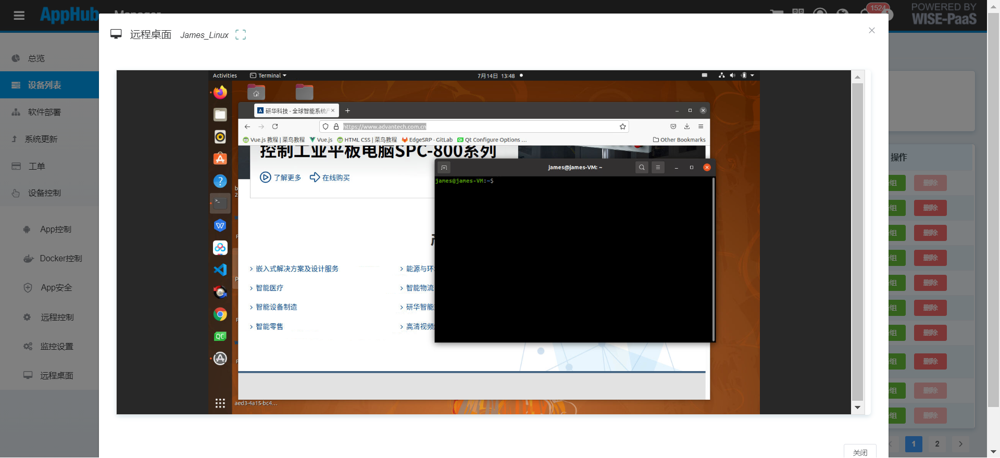 AppHub
Manager
1524
POWERED BY
WISE-PaaS
远程桌面 James_Linux
总览
设备列表
软件部署
系统更新
工单
设备控制
App控制
Docker控制
App安全
远程控制
监控设置
远程桌面
Activities
Terminal
7月14日 13:48
研华科技 - 全球智能系统产
https://www.advantech.com.cn
Vue.js 教程 | 菜鸟教程
Vue.js
HTML CSS | 菜鸟教程
EdgeSRP · GitLab
Qt Configure Options …
Other Bookmarks
控制工业平板电脑SPC-800系列
了解更多
在线购买
嵌入式解决方案及设计服务
智能医疗
智能设备制造
智能零售
能源与环
智能物流
研华智能
高清视频
james@james-VM: ~
james@james-VM:~$
QC
aed3-4a15-bc4…
操作
组 删除
组 删除
组 删除
组 删除
组 删除
组 删除
组 删除
组 删除
组 删除
组 删除
1 2
关闭